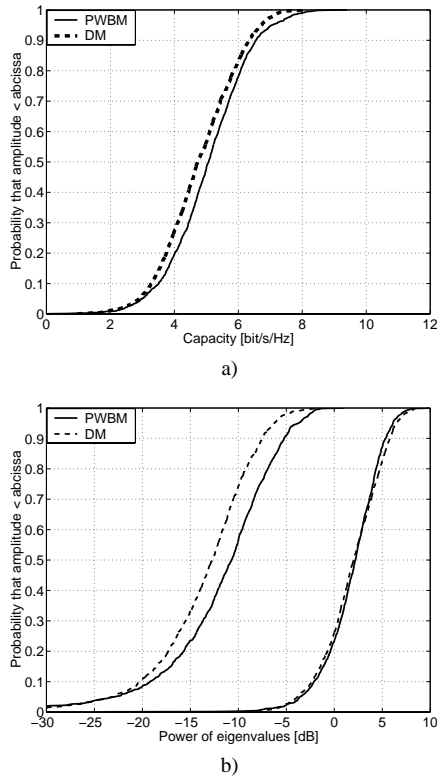 1
0.9
0.8
0.7
0.6
0.5
0.4
0.3
0.2
0.1
0
Probability that amplitude < abcissa
PWBM
DM
0 2 4 6 8 10 12
Capacity [bit/s/Hz]
a)
1
0.9
0.8
0.7
0.6
0.5
0.4
0.3
0.2
0.1
0
Probability that amplitude < abcissa
PWBM
DM
−30 −25 −20 −15 −10 −5 0 5 10
Power of eigenvalues [dB]
b)